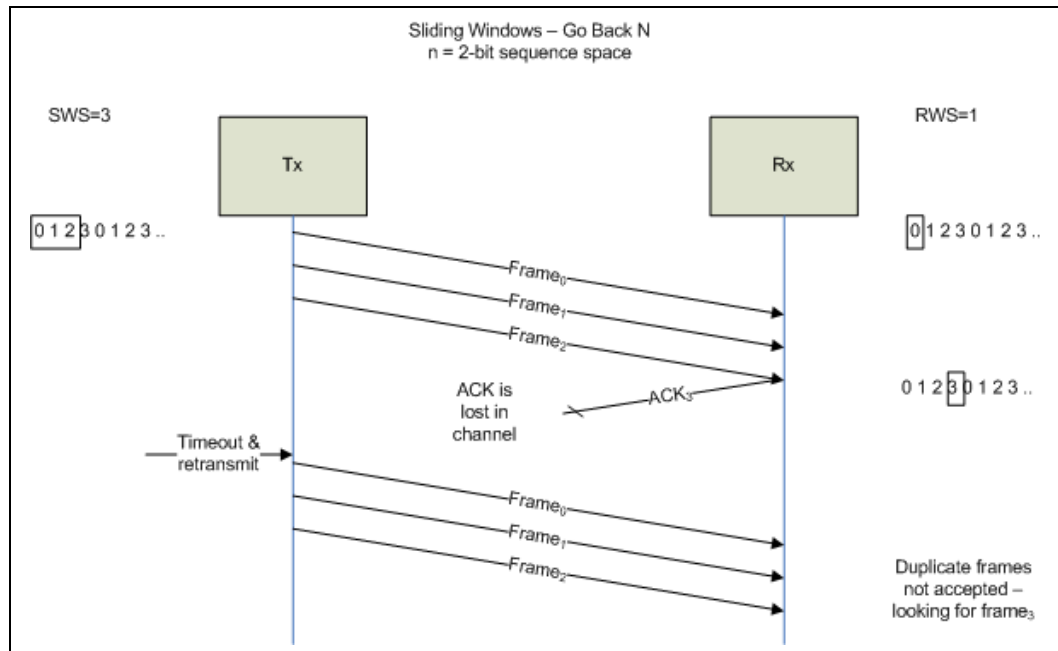 Sliding Windows – Go Back N
n = 2-bit sequence space
SWS=3
RWS=1
Tx
Rx
0 1 2 3 0 1 2 3 ..
0 1 2 3 0 1 2 3 ..
Frame₀
Frame₁
Frame₂
ACK is
lost in
channel
ACK₃
0 1 2 3 0 1 2 3 ..
Timeout &
retransmit
Frame₀
Frame₁
Frame₂
Duplicate frames
not accepted –
looking for frame₃